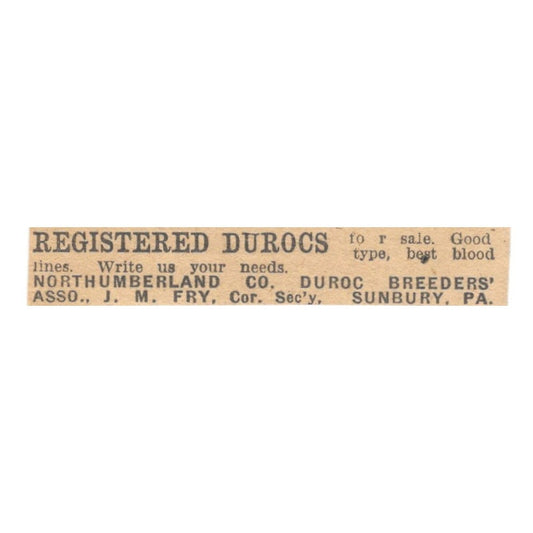 REGISTERED DUROCS fo r sale. Good
type, best blood
lines. Write us your needs.
NORTHUMBERLAND CO. DUROC BREEDERS'
ASSO., J. M. FRY, Cor. Sec'y, SUNBURY, PA.